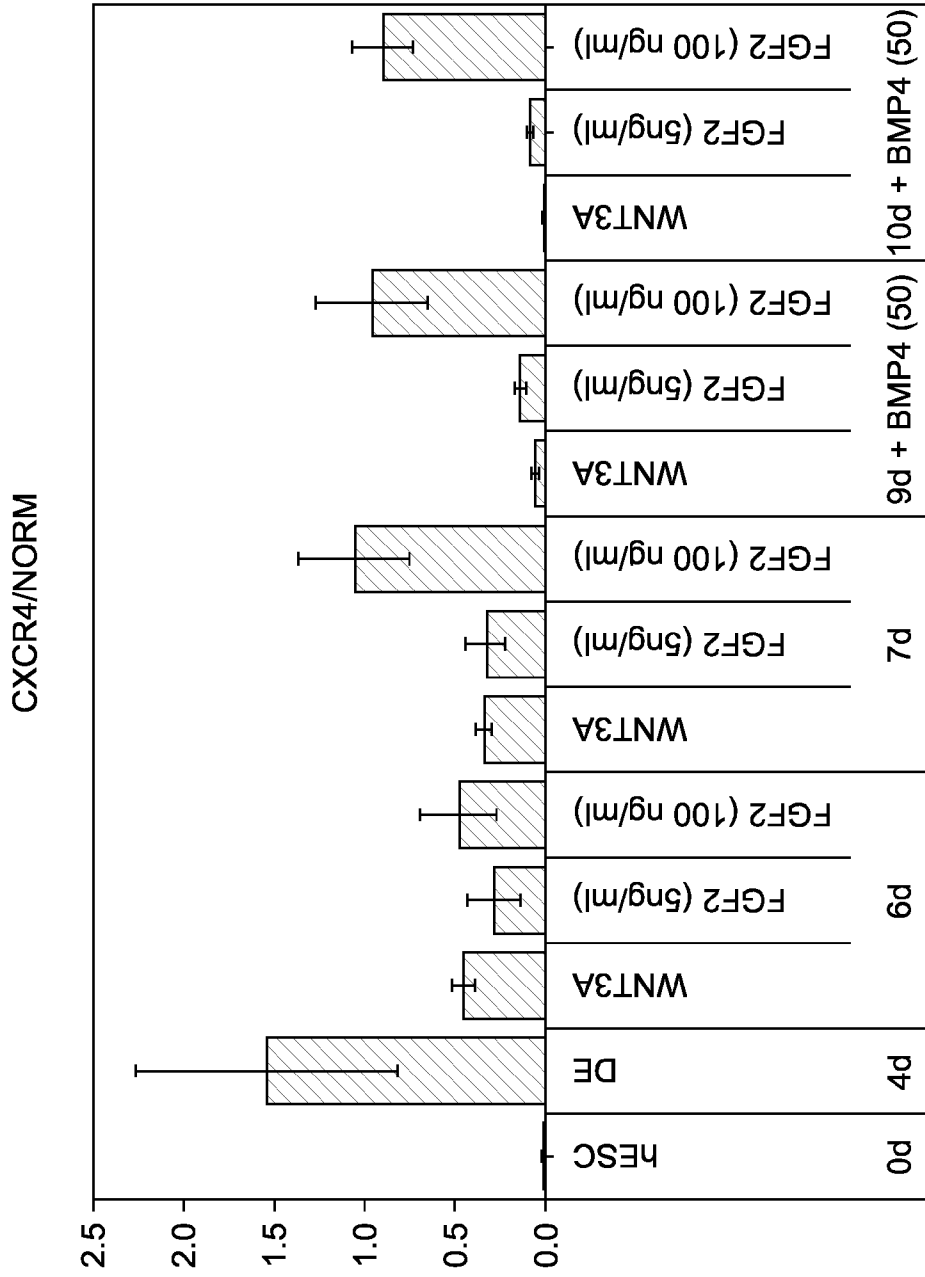 CXCR4/NORM
2.5
2.0
1.5
1.0
0.5
0.0
hESC
DE
WNT3A
FGF2 (5ng/ml)
FGF2 (100 ng/ml)
WNT3A
FGF2 (5ng/ml)
FGF2 (100 ng/ml)
WNT3A
FGF2 (5ng/ml)
FGF2 (100 ng/ml)
WNT3A
FGF2 (5ng/ml)
FGF2 (100 ng/ml)
0d
4d
6d
7d
9d + BMP4 (50)
10d + BMP4 (50)